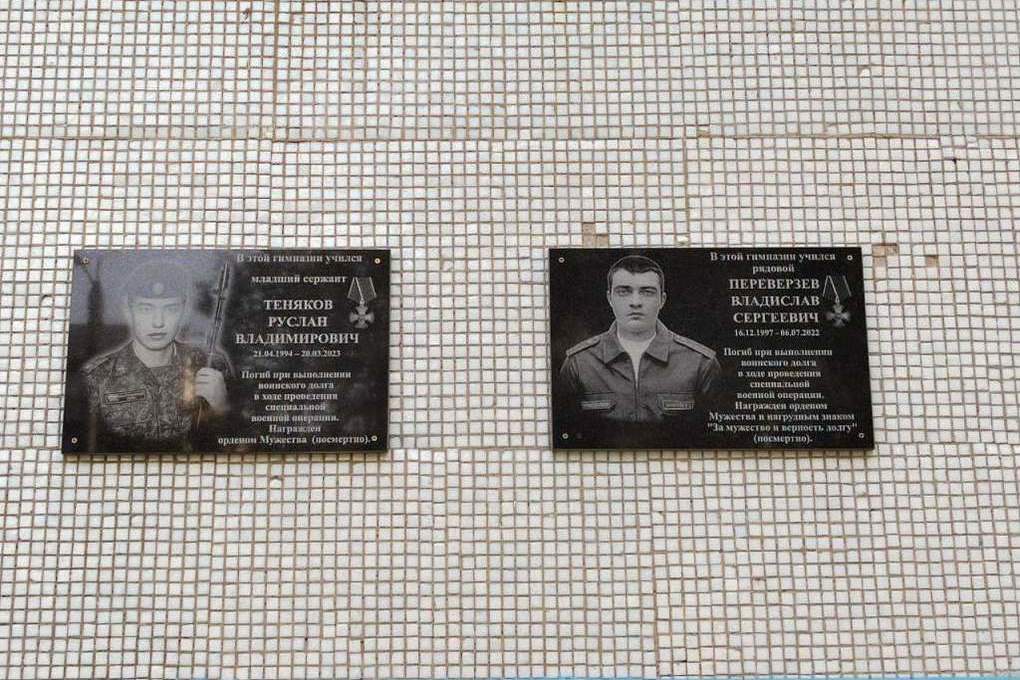 В этой гимназии учился
младший сержант
ТЕНЯКОВ
РУСЛАН
ВЛАДИМИРОВИЧ
21.04.1994 – 20.03.2023
Погиб при выполнении
воинского долга
в ходе проведения
специальной
военной операции.
Награжден
орденом Мужества (посмертно).
В этой гимназии учился
рядовой
ПЕРЕВЕРЗЕВ
ВЛАДИСЛАВ
СЕРГЕЕВИЧ
16.12.1997 – 06.07.2022
Погиб при выполнении
воинского долга
в ходе проведения
специальной
военной операции.
Награжден орденом
Мужества и нагрудным знаком
"За мужество и верность долгу"
(посмертно).